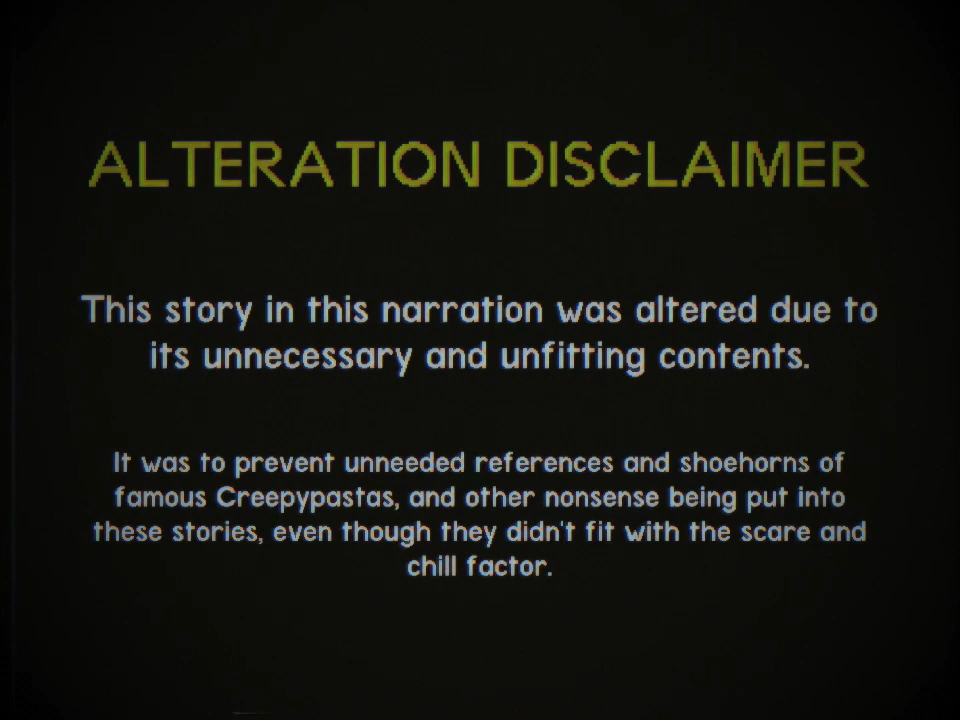 ALTERATION DISCLAIMER
This story in this narration was altered due to
its unnecessary and unfitting contents.
It was to prevent unneeded references and shoehorns of
famous Creepypastas, and other nonsense being put into
these stories, even though they didn't fit with the scare and
chill factor.